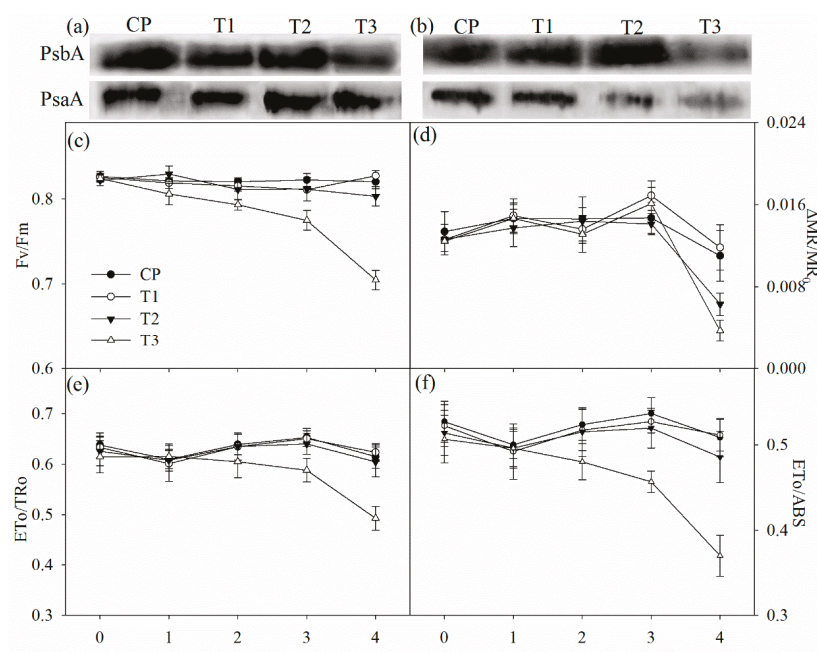 (a) CP T1 T2 T3 (b) CP T1 T2 T3
PsbA
PsaA
(c) (d)
0.8
0.7
0.6
Fv/Fm
CP
T1
T2
T3
0.024
0.016
0.008
0.000
ΔMR/MR0
(e) (f)
0.7
0.6
0.5
0.4
0.3
ETo/TRo
0.5
0.4
0.3
ETo/ABS
0 1 2 3 4 0 1 2 3 4